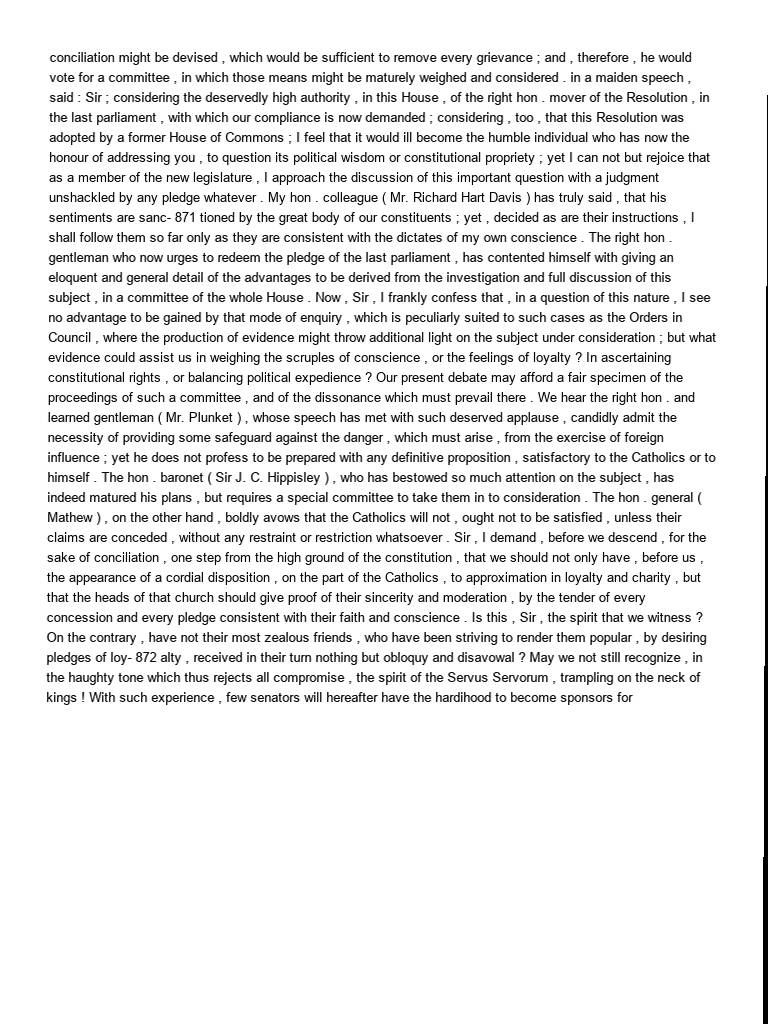 conciliation might be devised , which would be sufficient to remove every grievance ; and , therefore , he would
vote for a committee , in which those means might be maturely weighed and considered . in a maiden speech ,
said : Sir ; considering the deservedly high authority , in this House , of the right hon . mover of the Resolution , in
the last parliament , with which our compliance is now demanded ; considering , too , that this Resolution was
adopted by a former House of Commons ; I feel that it would ill become the humble individual who has now the
honour of addressing you , to question its political wisdom or constitutional propriety ; yet I can not but rejoice that
as a member of the new legislature , I approach the discussion of this important question with a judgment
unshackled by any pledge whatever . My hon . colleague ( Mr. Richard Hart Davis ) has truly said , that his
sentiments are sanc- 871 tioned by the great body of our constituents ; yet , decided as are their instructions , I
shall follow them so far only as they are consistent with the dictates of my own conscience . The right hon .
gentleman who now urges to redeem the pledge of the last parliament , has contented himself with giving an
eloquent and general detail of the advantages to be derived from the investigation and full discussion of this
subject , in a committee of the whole House . Now , Sir , I frankly confess that , in a question of this nature , I see
no advantage to be gained by that mode of enquiry , which is peculiarly suited to such cases as the Orders in
Council , where the production of evidence might throw additional light on the subject under consideration ; but what
evidence could assist us in weighing the scruples of conscience , or the feelings of loyalty ? In ascertaining
constitutional rights , or balancing political expedience ? Our present debate may afford a fair specimen of the
proceedings of such a committee , and of the dissonance which must prevail there . We hear the right hon . and
learned gentleman ( Mr. Plunket ) , whose speech has met with such deserved applause , candidly admit the
necessity of providing some safeguard against the danger , which must arise , from the exercise of foreign
influence ; yet he does not profess to be prepared with any definitive proposition , satisfactory to the Catholics or to
himself . The hon . baronet ( Sir J. C. Hippisley ) , who has bestowed so much attention on the subject , has
indeed matured his plans , but requires a special committee to take them in to consideration . The hon . general (
Mathew ) , on the other hand , boldly avows that the Catholics will not , ought not to be satisfied , unless their
claims are conceded , without any restraint or restriction whatsoever . Sir , I demand , before we descend , for the
sake of conciliation , one step from the high ground of the constitution , that we should not only have , before us ,
the appearance of a cordial disposition , on the part of the Catholics , to approximation in loyalty and charity , but
that the heads of that church should give proof of their sincerity and moderation , by the tender of every
concession and every pledge consistent with their faith and conscience . Is this , Sir , the spirit that we witness ?
On the contrary , have not their most zealous friends , who have been striving to render them popular , by desiring
pledges of loy- 872 alty , received in their turn nothing but obloquy and disavowal ? May we not still recognize , in
the haughty tone which thus rejects all compromise , the spirit of the Servus Servorum , trampling on the neck of
kings ! With such experience , few senators will hereafter have the hardihood to become sponsors for